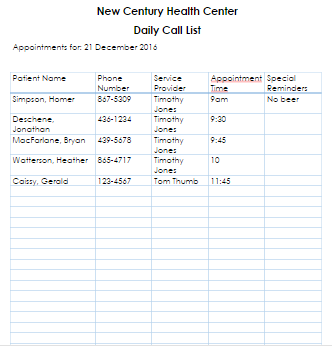 New Century Health Center
Daily Call List
Appointments for: 21 December 2016
Patient Name Phone Number Service Provider Appointment Time Special Reminders
Simpson, Homer 867-5309 Timothy Jones 9am No beer
Deschene, Jonathan 436-1234 Timothy Jones 9:30
MacFarlane, Bryan 439-5678 Timothy Jones 9:45
Watterson, Heather 865-4717 Timothy Jones 10
Caissy, Gerald 123-4567 Tom Thumb 11:45